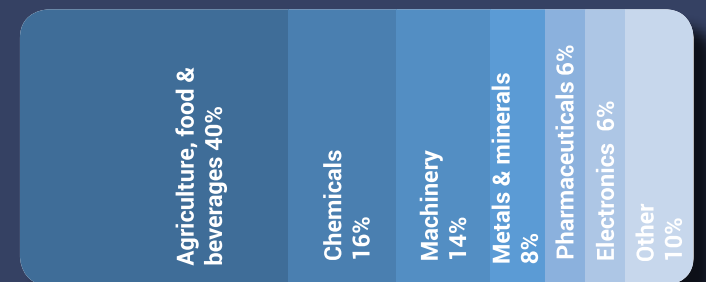 Agriculture, food &
beverages 40%
Chemicals
16%
Machinery
14%
Metals & minerals
8%
Pharmaceuticals 6%
Electronics 6%
Other
10%